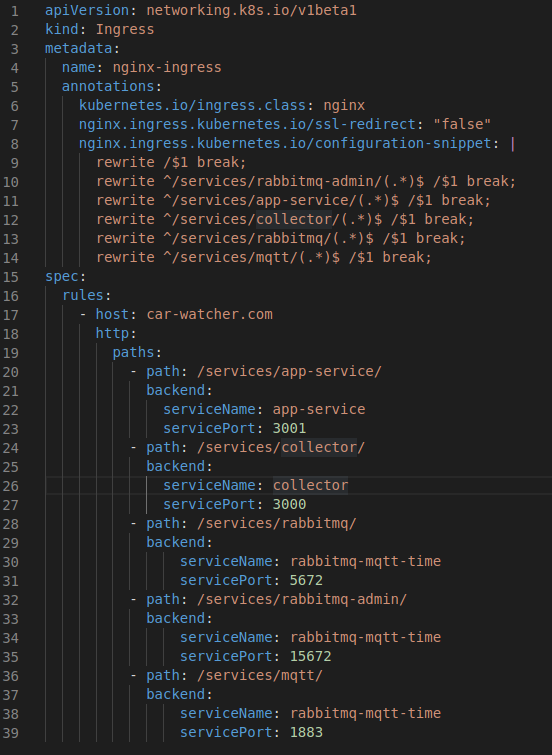 1 apiVersion: networking.k8s.io/v1beta1
2 kind: Ingress
3 metadata:
4   name: nginx-ingress
5   annotations:
6     kubernetes.io/ingress.class: nginx
7     nginx.ingress.kubernetes.io/ssl-redirect: "false"
8     nginx.ingress.kubernetes.io/configuration-snippet: |
9       rewrite /$1 break;
10       rewrite ^/services/rabbitmq-admin/(.*)$ /$1 break;
11       rewrite ^/services/app-service/(.*)$ /$1 break;
12       rewrite ^/services/collector/(.*)$ /$1 break;
13       rewrite ^/services/rabbitmq/(.*)$ /$1 break;
14       rewrite ^/services/mqtt/(.*)$ /$1 break;
15 spec:
16   rules:
17     - host: car-watcher.com
18       http:
19         paths:
20           - path: /services/app-service/
21             backend:
22               serviceName: app-service
23               servicePort: 3001
24           - path: /services/collector/
25             backend:
26               serviceName: collector
27               servicePort: 3000
28           - path: /services/rabbitmq/
29             backend:
30                 serviceName: rabbitmq-mqtt-time
31                 servicePort: 5672
32           - path: /services/rabbitmq-admin/
33             backend:
34                 serviceName: rabbitmq-mqtt-time
35                 servicePort: 15672
36           - path: /services/mqtt/
37             backend:
38                 serviceName: rabbitmq-mqtt-time
39                 servicePort: 1883